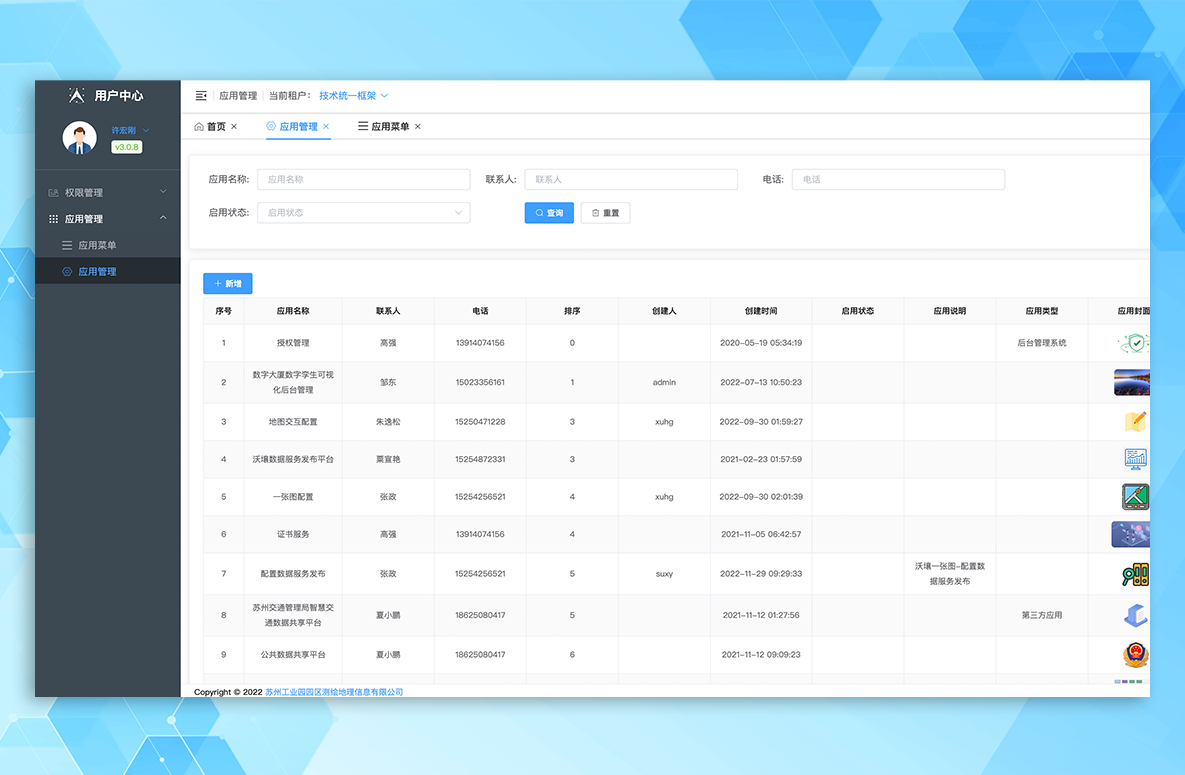 用户中心
许宏刚
v3.0.8
权限管理
应用管理
应用菜单
应用管理
应用管理 当前租户： 技术统一框架
首页 × 应用管理 × 应用菜单 ×
应用名称: 应用名称 联系人: 联系人 电话: 电话
启用状态: 启用状态 查询 重置
+ 新增
序号 应用名称 联系人 电话 排序 创建人 创建时间 启用状态 应用说明 应用类型 应用封面
1 授权管理 高强 13914074156 0 2020-05-19 05:34:19 后台管理系统
2 数字大厦数字孪生可视 邹东 15023356161 1 admin 2022-07-13 10:50:23
化后台管理
3 地图交互配置 朱逸松 15250471228 3 xuhg 2022-09-30 01:59:27
4 沃壤数据服务发布平台 粟宣艳 15254872331 3 2021-02-23 01:57:59
5 一张图配置 张政 15254256521 4 xuhg 2022-09-30 02:01:39
6 证书服务 高强 13914074156 4 2021-11-05 06:42:57
7 配置数据服务发布 张政 15254256521 5 suxy 2022-11-29 09:29:33 沃壤一张图-配置数
据服务发布
8 苏州交通管理局智慧交 夏小鹏 18625080417 5 2021-11-12 01:27:56 第三方应用
通数据共享平台
9 公共数据共享平台 夏小鹏 18625080417 6 2021-11-12 09:09:23
Copyright © 2022 苏州工业园园区测绘地理信息有限公司